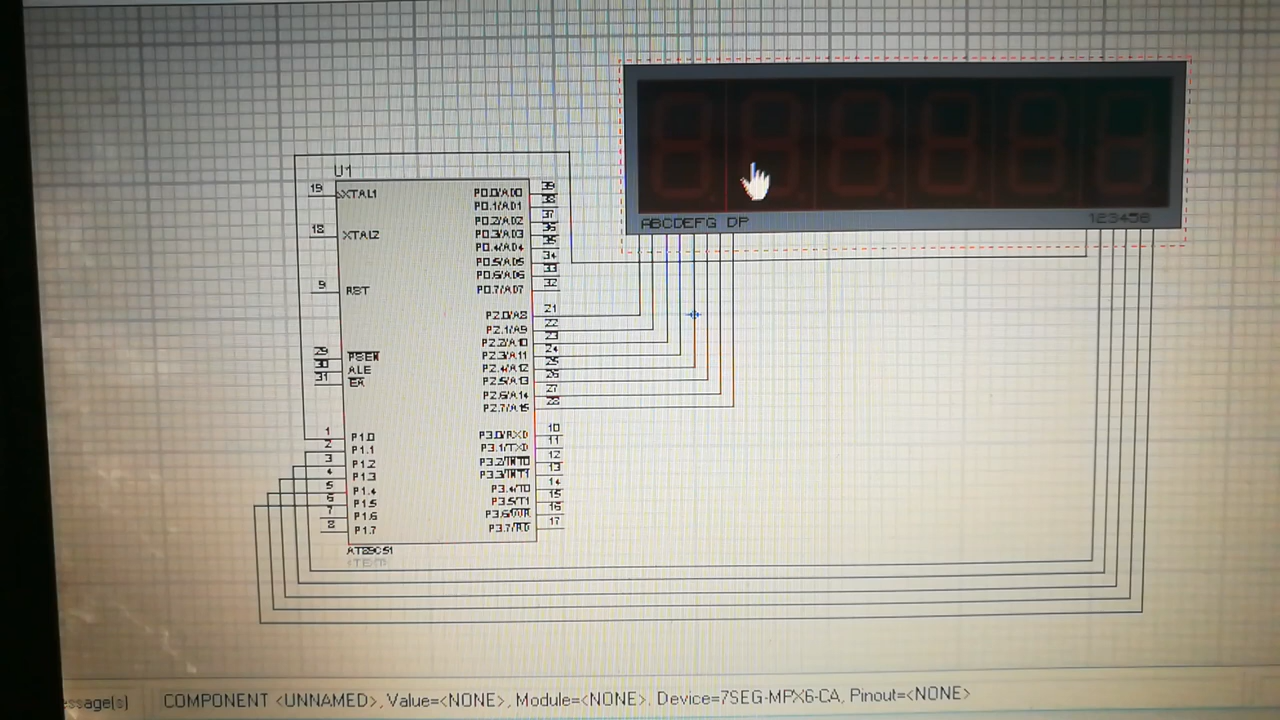 U1
19
XTAL1
18
XTAL2
9
RST
29
PSEN
30
ALE
31
EA
1
P1.0
2
P1.1
3
P1.2
4
P1.3
5
P1.4
6
P1.5
7
P1.6
8
P1.7
P0.0/AD0
39
P0.1/AD1
38
P0.2/AD2
37
P0.3/AD3
36
P0.4/AD4
35
P0.5/AD5
34
P0.6/AD6
33
P0.7/AD7
32
P2.0/A8
21
P2.1/A9
22
P2.2/A10
23
P2.3/A11
24
P2.4/A12
25
P2.5/A13
26
P2.6/A14
27
P2.7/A15
28
P3.0/RXD
10
P3.1/TXD
11
P3.2/INT0
12
P3.3/INT1
13
P3.4/T0
14
P3.5/T1
15
P3.6/WR
16
P3.7/RD
17
AT89C51
<TEXT>
ABCDEFG DP
123456
essage(s)
COMPONENT <UNNAMED>, Value=<NONE>, Module=<NONE>, Device=7SEG-MPX6-CA, Pinout=<NONE>